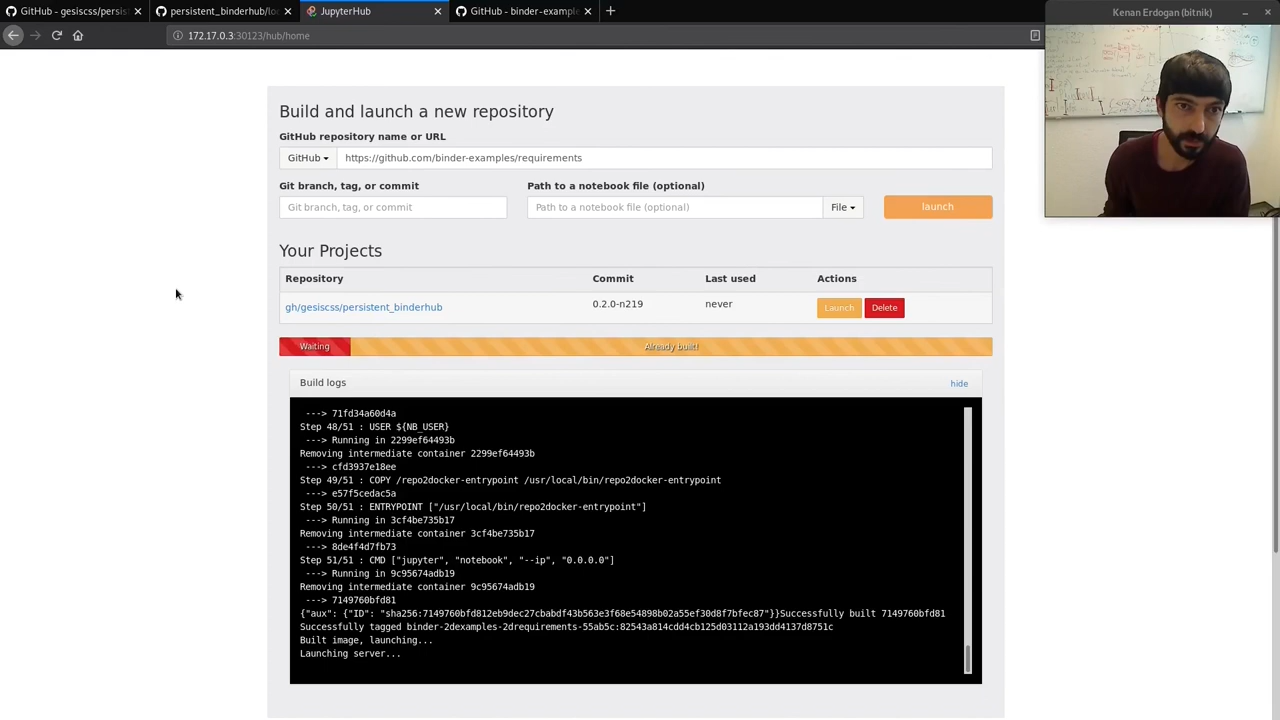 GitHub - gesiscss/persist
persistent_binderhub/loc
JupyterHub
GitHub - binder-example
Kenan Erdogan (bitnik)
172.17.0.3:30123/hub/home
Build and launch a new repository
GitHub repository name or URL
GitHub
https://github.com/binder-examples/requirements
Git branch, tag, or commit
Path to a notebook file (optional)
Git branch, tag, or commit
Path to a notebook file (optional)
File
launch
Your Projects
Repository
Commit
Last used
Actions
gh/gesiscss/persistent_binderhub
0.2.0-n219
never
Launch
Delete
Waiting
Already built!
Build logs
hide
---> 71fd34a60d4a
Step 48/51 : USER ${NB_USER}
---> Running in 2299ef64493b
Removing intermediate container 2299ef64493b
---> cfd3937e18ee
Step 49/51 : COPY /repo2docker-entrypoint /usr/local/bin/repo2docker-entrypoint
---> e57f5cedac5a
Step 50/51 : ENTRYPOINT ["/usr/local/bin/repo2docker-entrypoint"]
---> Running in 3cf4be735b17
Removing intermediate container 3cf4be735b17
---> 8de4f4d7fb73
Step 51/51 : CMD ["jupyter", "notebook", "--ip", "0.0.0.0"]
---> Running in 9c95674adb19
Removing intermediate container 9c95674adb19
---> 7149760bfd81
{"aux": {"ID": "sha256:7149760bfd812eb9dec27cbabdf43b563e3f68e54898b02a55ef30d8f7bfec87"}}Successfully built 7149760bfd81
Successfully tagged binder-2dexamples-2drequirements-55ab5c:82543a814cdd4cb125d03112a193dd4137d8751c
Built image, launching...
Launching server...